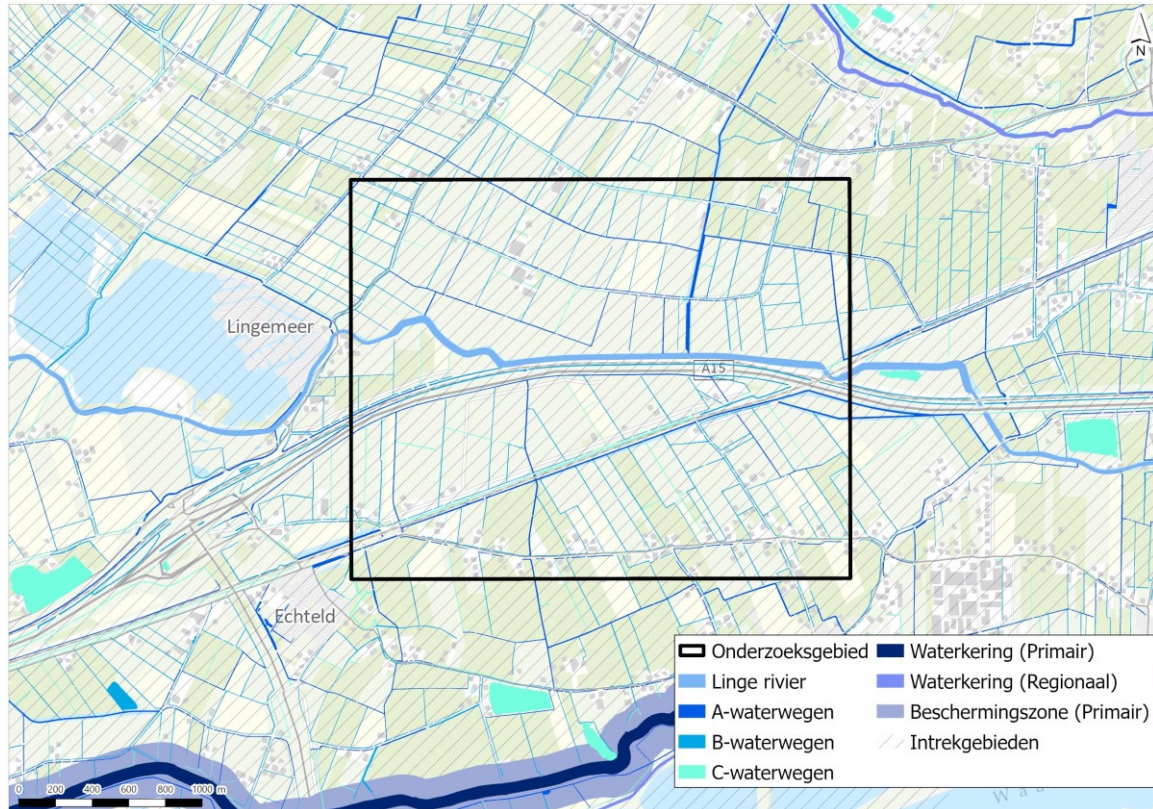 N
Lingemeer
A15
Echteld
Onderzoeksgebied
Linge rivier
A-waterwegen
B-waterwegen
C-waterwegen
Waterkering (Primair)
Waterkering (Regionaal)
Beschermingszone (Primair)
Intrekgebieden
0 200 400 600 800 1000 m